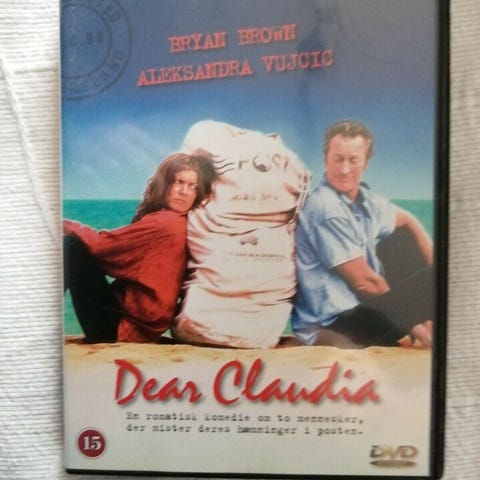 BRYAN BROWN
ALEKSANDRA VUJCIC
POST
Dear Claudia
En romatisk komedie om to mennesker,
der mister deres hæmninger i posten.
15
DVD